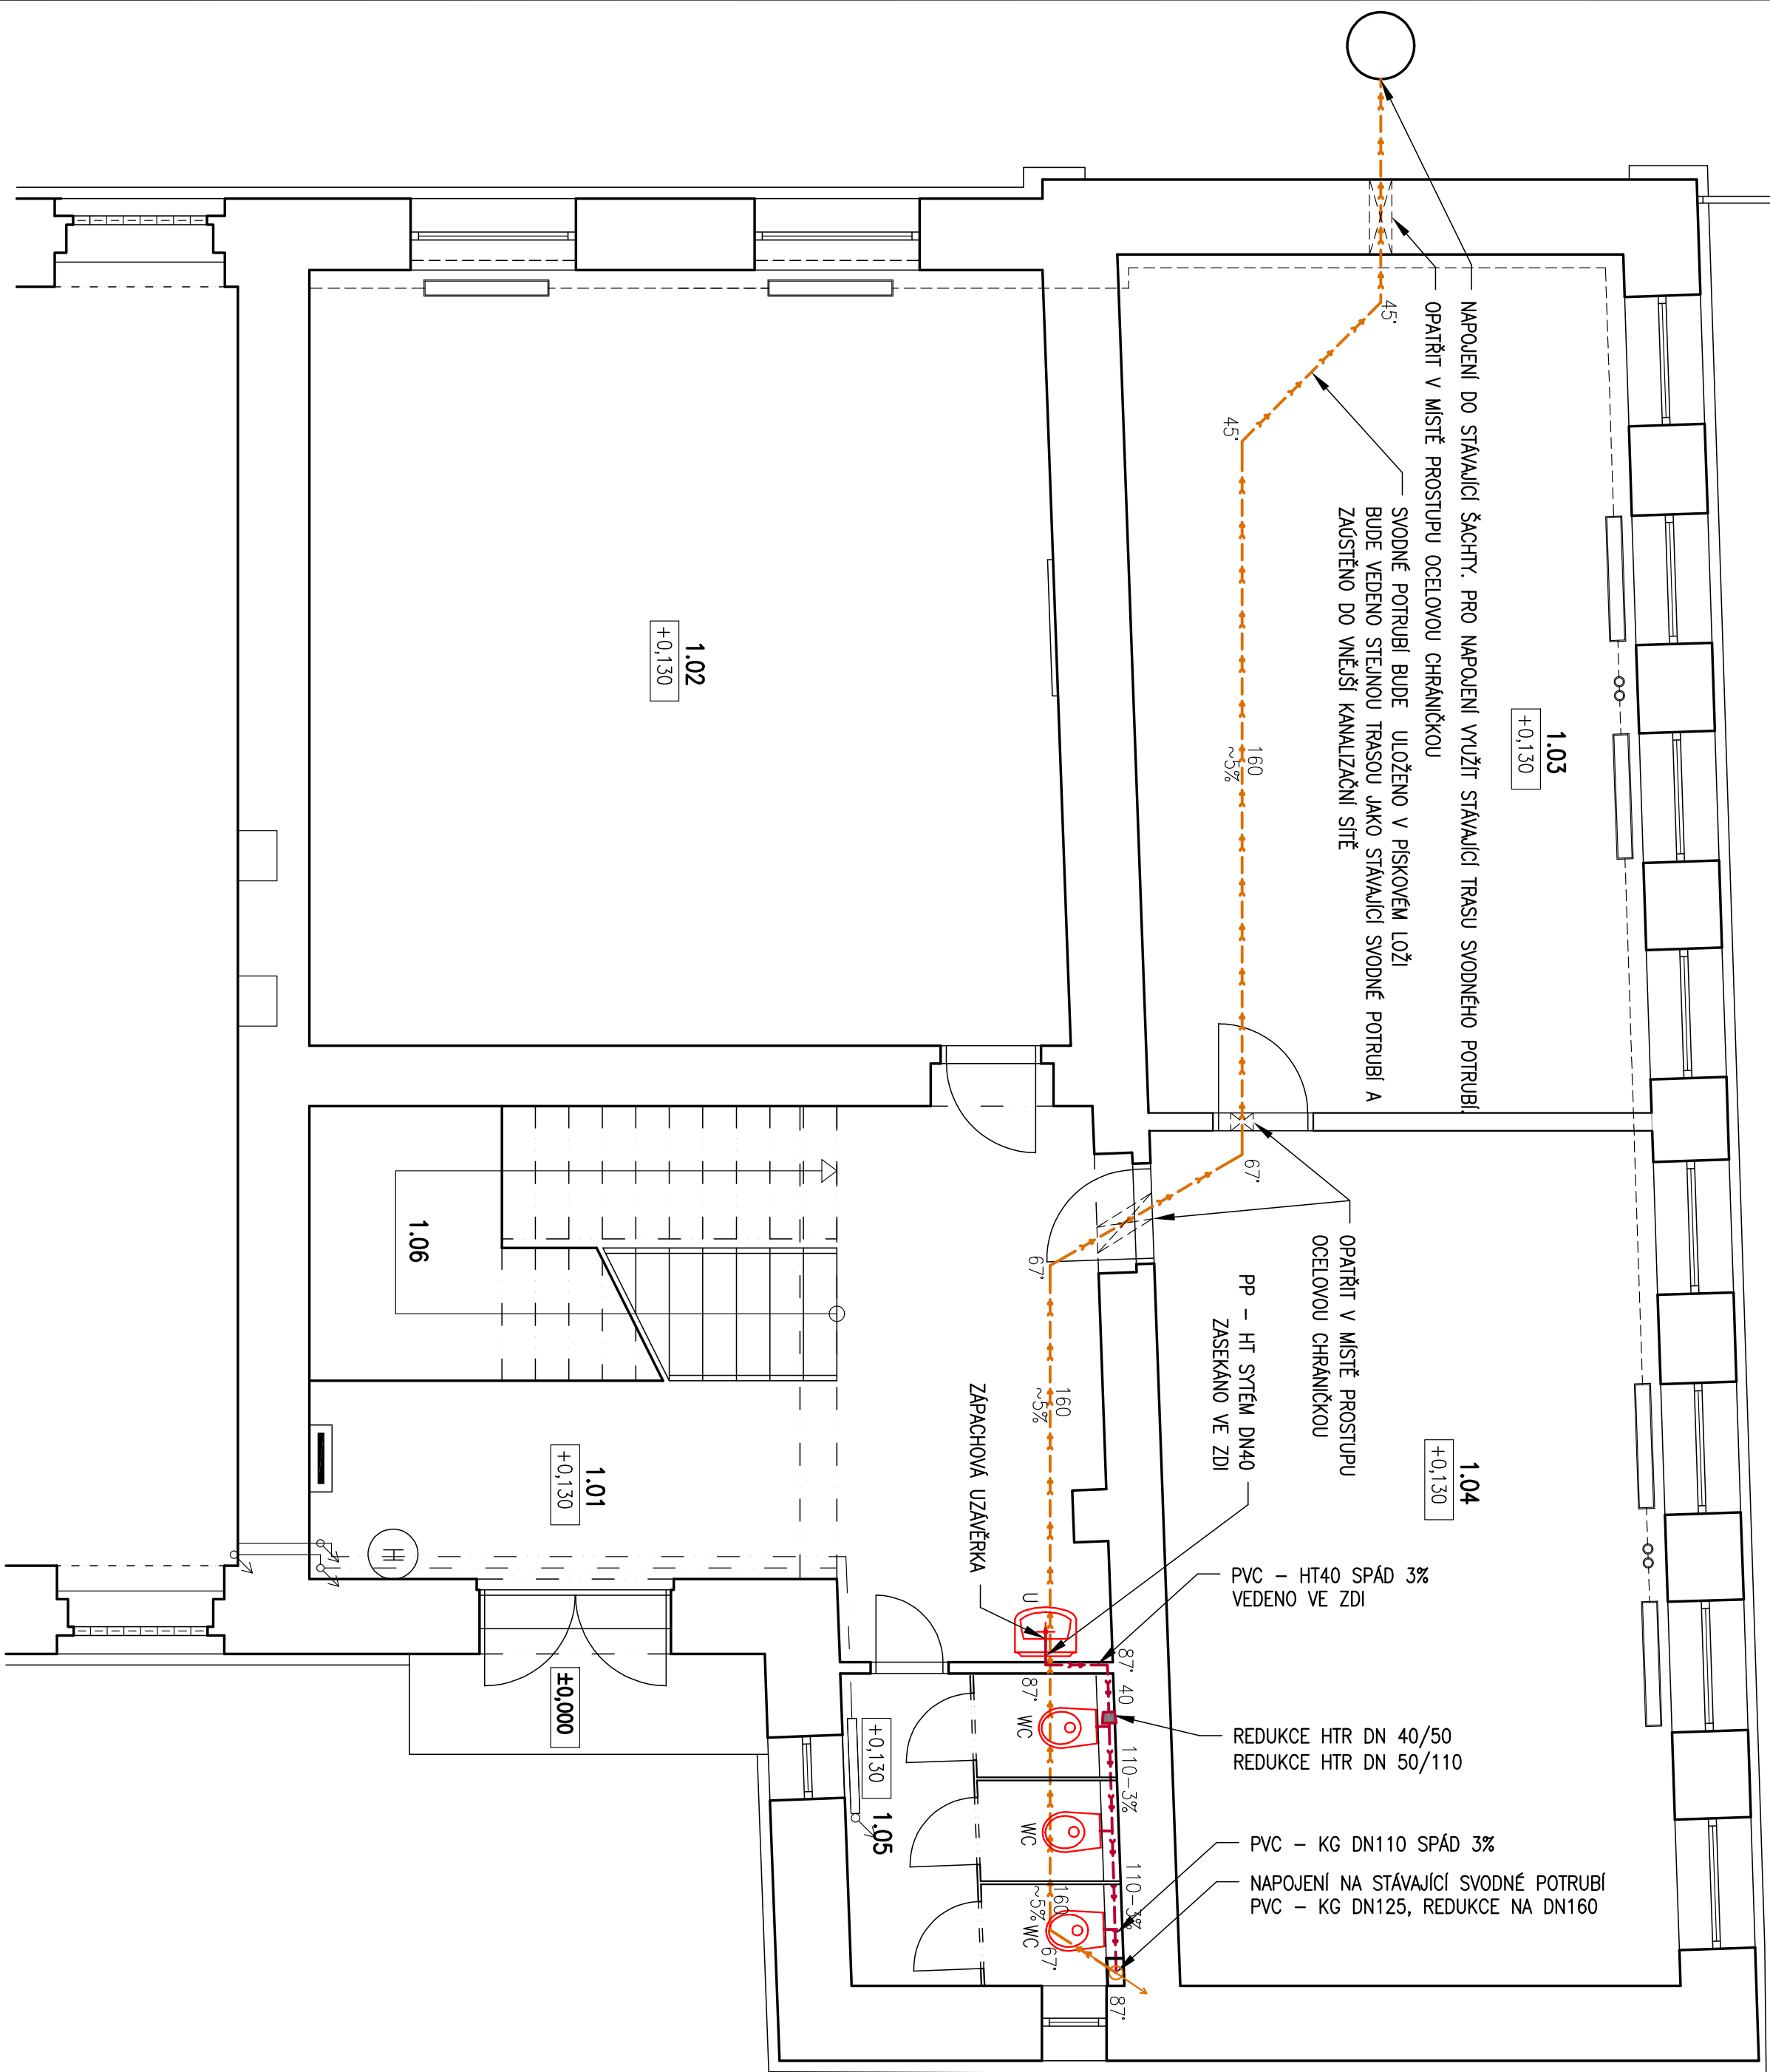 NAPOJENÍ DO STÁVAJÍCÍ ŠACHTY. PRO NAPOJENÍ VYUŽÍT STÁVAJÍCÍ TRASU SVODNÉHO POTRUBÍ.
OPATŘIT V MÍSTĚ PROSTUPU OCELOVOU CHRÁNIČKOU
SVODNÉ POTRUBÍ BUDE ULOŽENO V PÍSKOVÉM LOŽI
BUDE VEDENO STEJNOU TRASOU JAKO STÁVAJÍCÍ SVODNÉ POTRUBÍ A
ZAÚSTĚNO DO VNĚJŠÍ KANALIZAČNÍ SÍTĚ
45°
45°
1.03
+0,130
160
~5%
1.02
+0,130
67°
67°
OPATŘIT V MÍSTĚ PROSTUPU
OCELOVOU CHRÁNIČKOU
PP - HT SYTÉM DN40
ZASEKÁNO VE ZDI
ZÁPACHOVÁ UZÁVĚRKA
160
~5%
1.04
+0,130
1.06
1.01
+0,130
H
±0,000
PVC - HT40 SPÁD 3%
VEDENO VE ZDI
U
87°
40
87°
WC
REDUKCE HTR DN 40/50
REDUKCE HTR DN 50/110
110-3%
WC
+0,130
1.05
PVC - KG DN110 SPÁD 3%
NAPOJENÍ NA STÁVAJÍCÍ SVODNÉ POTRUBÍ
PVC - KG DN125, REDUKCE NA DN160
110-3%
160
~5%
WC
67°
87°